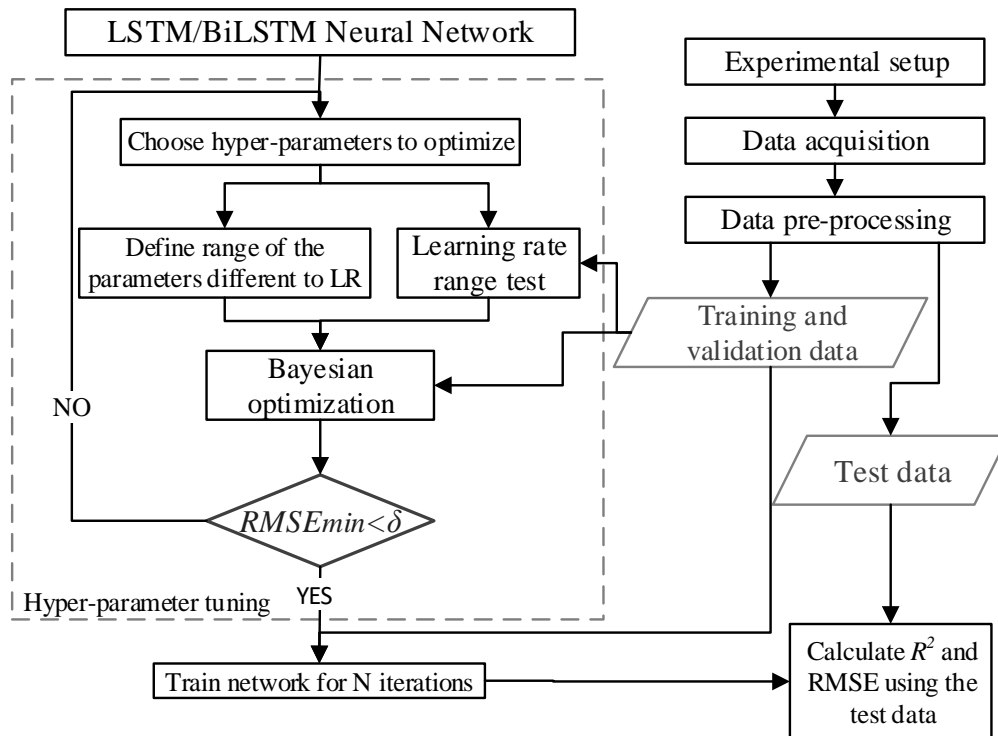 LSTM/BiLSTM Neural Network
Experimental setup
Choose hyper-parameters to optimize
Data acquisition
Data pre-processing
Define range of the
parameters different to LR
Learning rate
range test
Training and
validation data
Bayesian
optimization
NO
Test data
RMSEmin<δ
YES
Hyper-parameter tuning
Train network for N iterations
Calculate R² and
RMSE using the
test data